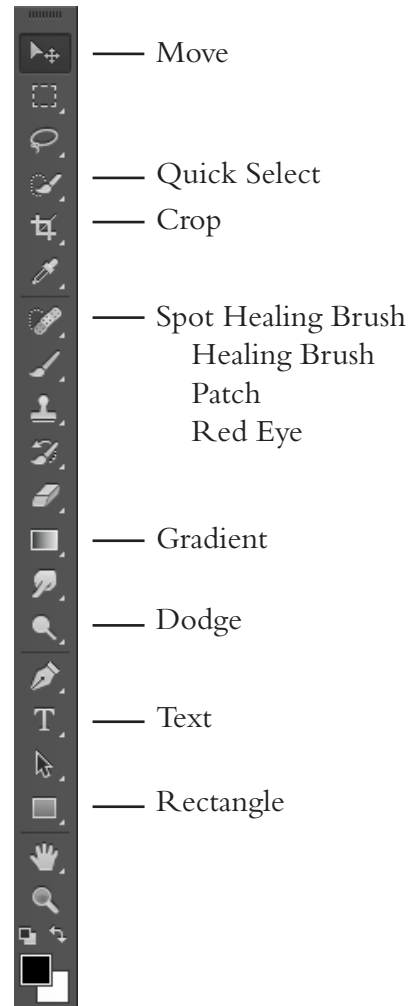 Move
Quick Select
Crop
Spot Healing Brush
Healing Brush
Patch
Red Eye
Gradient
Dodge
T
Text
Rectangle